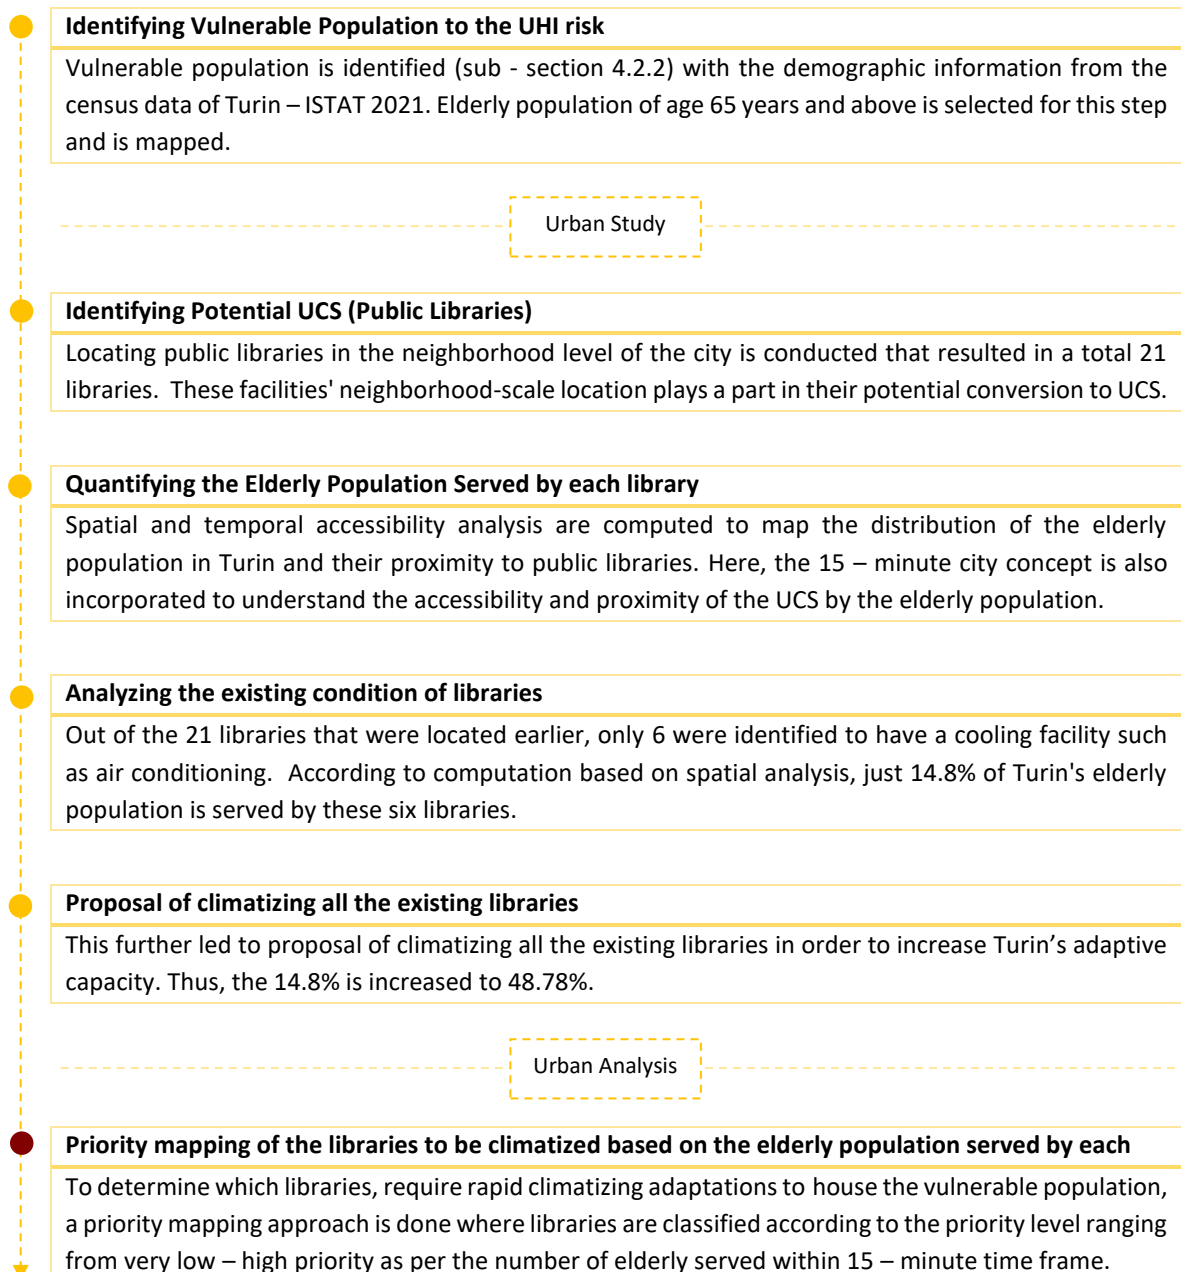 Identifying Vulnerable Population to the UHI risk
Vulnerable population is identified (sub - section 4.2.2) with the demographic information from the
census data of Turin – ISTAT 2021. Elderly population of age 65 years and above is selected for this step
and is mapped.
Urban Study
Identifying Potential UCS (Public Libraries)
Locating public libraries in the neighborhood level of the city is conducted that resulted in a total 21
libraries.  These facilities' neighborhood-scale location plays a part in their potential conversion to UCS.
Quantifying the Elderly Population Served by each library
Spatial and temporal accessibility analysis are computed to map the distribution of the elderly
population in Turin and their proximity to public libraries. Here, the 15 – minute city concept is also
incorporated to understand the accessibility and proximity of the UCS by the elderly population.
Analyzing the existing condition of libraries
Out of the 21 libraries that were located earlier, only 6 were identified to have a cooling facility such
as air conditioning.  According to computation based on spatial analysis, just 14.8% of Turin's elderly
population is served by these six libraries.
Proposal of climatizing all the existing libraries
This further led to proposal of climatizing all the existing libraries in order to increase Turin’s adaptive
capacity. Thus, the 14.8% is increased to 48.78%.
Urban Analysis
Priority mapping of the libraries to be climatized based on the elderly population served by each
To determine which libraries, require rapid climatizing adaptations to house the vulnerable population,
a priority mapping approach is done where libraries are classified according to the priority level ranging
from very low – high priority as per the number of elderly served within 15 – minute time frame.